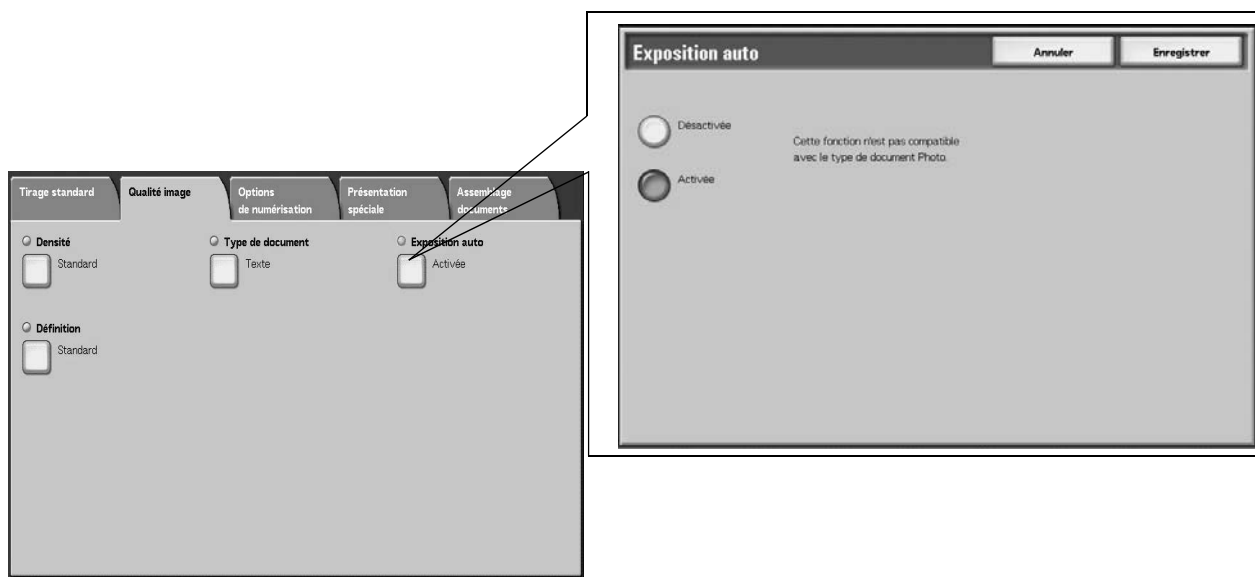 Tirage standard
Qualité image
Options
de numérisation
Présentation
spéciale
Assemblage
documents
Densité
Standard
Type de document
Texte
Exposition auto
Activée
Définition
Standard
Exposition auto
Annuler
Enregistrer
Désactivée
Cette fonction n'est pas compatible
avec le type de document Photo.
Activée